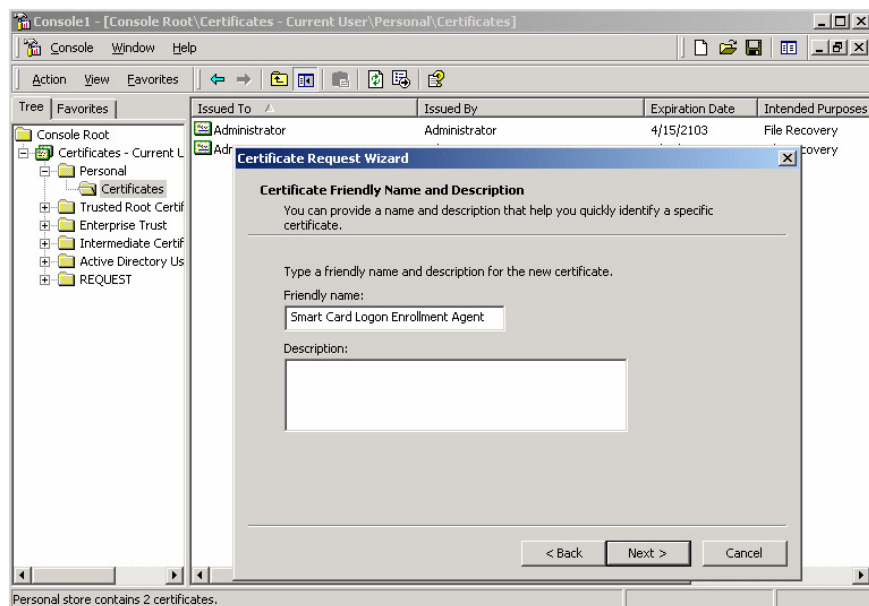 Console1 - [Console Root\Certificates - Current User\Personal\Certificates]
Console Window Help
Action View Favorites
Tree Favorites
Issued To Issued By Expiration Date Intended Purposes
Console Root
Certificates - Current U
Personal
Certificates
Trusted Root Certif
Enterprise Trust
Intermediate Certif
Active Directory Us
REQUEST
Administrator Administrator 4/15/2103 File Recovery
Adr
Certificate Request Wizard
Certificate Friendly Name and Description
You can provide a name and description that help you quickly identify a specific
certificate.
Type a friendly name and description for the new certificate.
Friendly name:
Smart Card Logon Enrollment Agent
Description:
< Back Next > Cancel
Personal store contains 2 certificates.